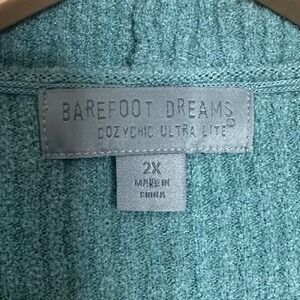 BAREFOOT DREAMS®
COZYCHIC ULTRA LITE®
2X
MADE IN
CHINA